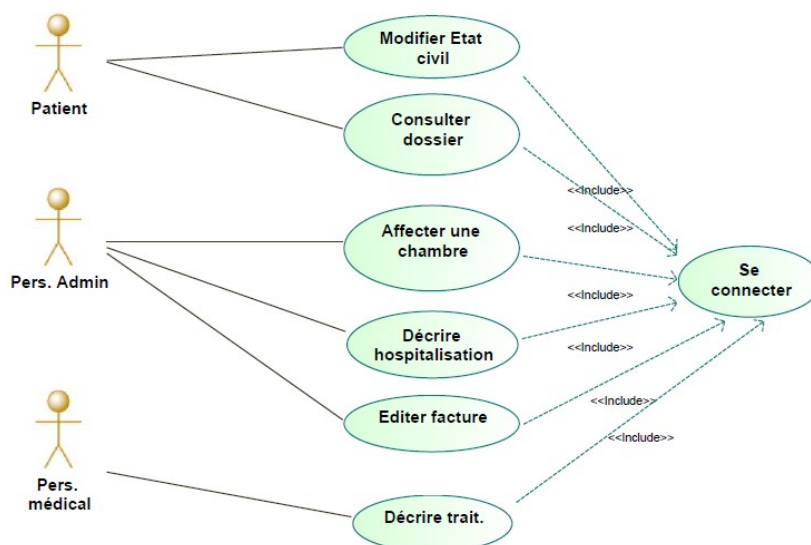 Modifier Etat
civil
Patient
Consulter
dossier
<<Include>>
Affecter une
chambre
<<Include>>
Pers. Admin
Se
connecter
<<Include>>
Décrire
hospitalisation
<<Include>>
Editer facture
<<Include>>
<<Include>>
Pers.
médical
Décrire trait.